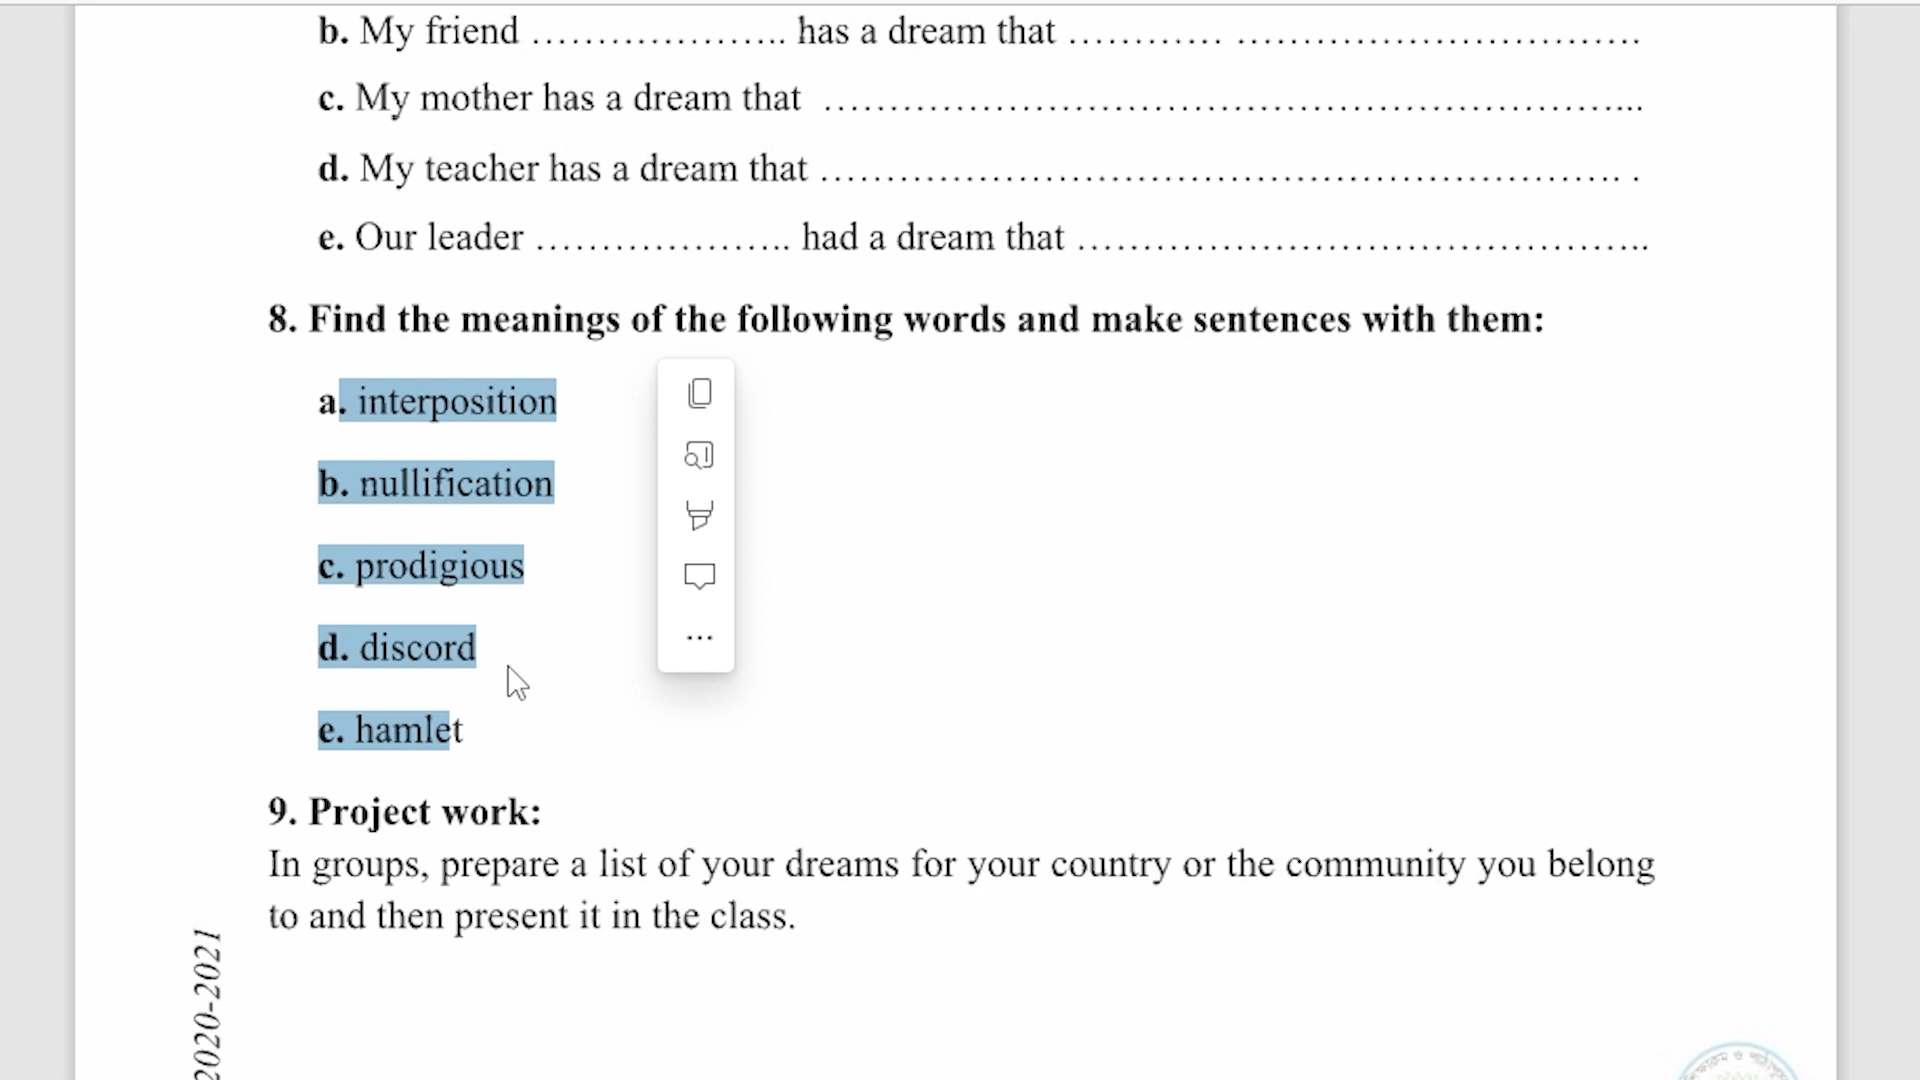 b. My friend ………………….. has a dream that ………… ……………………………
c. My mother has a dream that …………………………………………………………...
d. My teacher has a dream that ………………………………………………………… .
e. Our leader ……………….. had a dream that ……………………………………..
8. Find the meanings of the following words and make sentences with them:
a. interposition
b. nullification
c. prodigious
d. discord
e. hamlet
9. Project work:
In groups, prepare a list of your dreams for your country or the community you belong
to and then present it in the class.
2020-2021